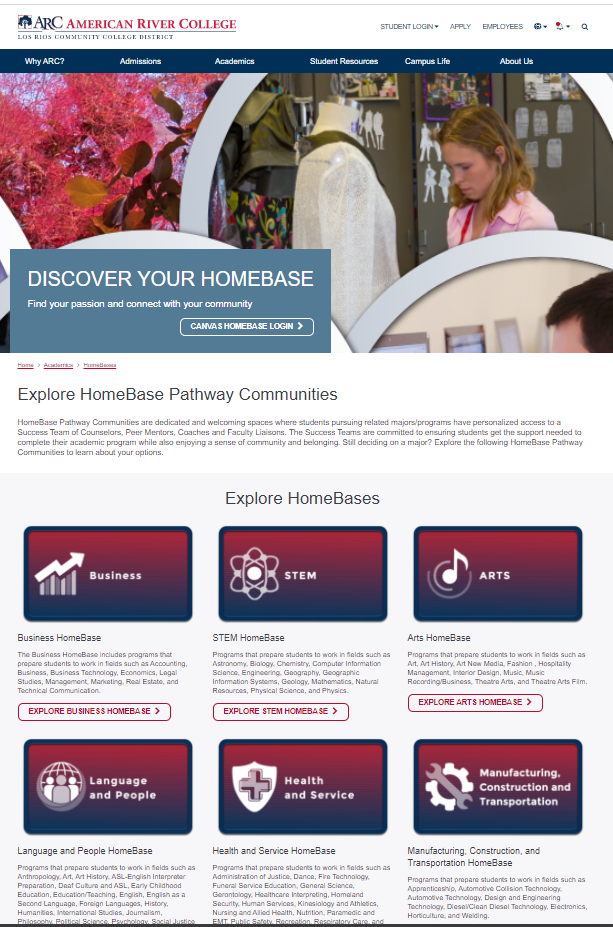 ARC AMERICAN RIVER COLLEGE
LOS RIOS COMMUNITY COLLEGE DISTRICT
STUDENT LOGIN APPLY EMPLOYEES
Why ARC? Admissions Academics Student Resources Campus Life About Us
DISCOVER YOUR HOMEBASE
Find your passion and connect with your community
CANVAS HOMEBASE LOGIN
Home > Academics > HomeBases
Explore HomeBase Pathway Communities
HomeBase Pathway Communities are dedicated and welcoming spaces where students pursuing related majors/programs have personalized access to a
Success Team of Counselors, Peer Mentors, Coaches and Faculty Liaisons. The Success Teams are committed to ensuring students get the support needed to
complete their academic program while also enjoying a sense of community and belonging. Still deciding on a major? Explore the following HomeBase Pathway
Communities to learn about your options.
Explore HomeBases
Business
Business HomeBase
The Business HomeBase includes programs that
prepare students to work in fields such as Accounting,
Business, Business Technology, Economics, Legal
Studies, Management, Marketing, Real Estate, and
Technical Communication.
EXPLORE BUSINESS HOMEBASE
STEM
STEM HomeBase
Programs that prepare students to work in fields such as
Astronomy, Biology, Chemistry, Computer Information
Science, Engineering, Geography, Geographic
Information Systems, Geology, Mathematics, Natural
Resources, Physical Science, and Physics.
EXPLORE STEM HOMEBASE
ARTS
Arts HomeBase
Programs that prepare students to work in fields such as
Art, Art History, Art New Media, Fashion , Hospitality
Management, Interior Design, Music, Music
Recording/Business, Theatre Arts, and Theatre Arts Film.
EXPLORE ARTS HOMEBASE
Language
and People
Language and People HomeBase
Programs that prepare students to work in fields such as
Anthropology, Art, Art History, ASL-English Interpreter
Preparation, Deaf Culture and ASL, Early Childhood
Education, Education/Teaching, English, English as a
Second Language, Foreign Languages, History,
Humanities, International Studies, Journalism,
Philosophy, Political Science, Psychology, Social Justice
Health
and Service
Health and Service HomeBase
Programs that prepare students to work in fields such as
Administration of Justice, Dance, Fire Technology,
Funeral Service Education, General Science,
Gerontology, Healthcare Interpreting, Homeland
Security, Human Services, Kinesiology and Athletics,
Nursing and Allied Health, Nutrition, Paramedic and
EMT, Public Safety, Recreation, Respiratory Care, and
Manufacturing,
Construction and
Transportation
Manufacturing, Construction, and
Transportation HomeBase
Programs that prepare students to work in fields such as
Apprenticeship, Automotive Collision Technology,
Automotive Technology, Design and Engineering
Technology, Diesel/Clean Diesel Technology, Electronics,
Horticulture, and Welding.